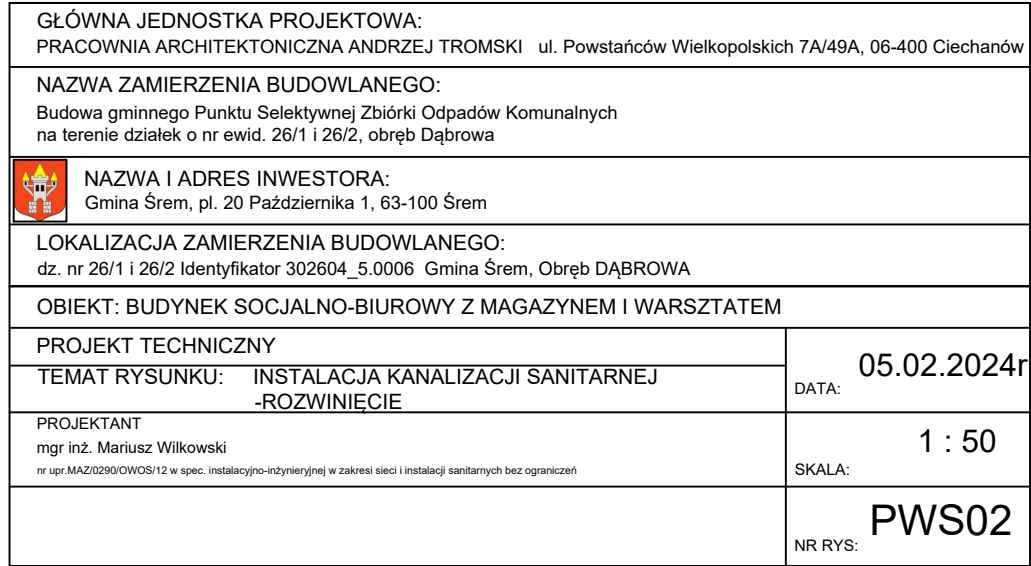 GŁÓWNA JEDNOSTKA PROJEKTOWA:
PRACOWNIA ARCHITEKTONICZNA ANDRZEJ TROMSKI ul. Powstańców Wielkopolskich 7A/49A, 06-400 Ciechanów
NAZWA ZAMIERZENIA BUDOWLANEGO:
Budowa gminnego Punktu Selektywnej Zbiórki Odpadów Komunalnych
na terenie działek o nr ewid. 26/1 i 26/2, obręb Dąbrowa
NAZWA I ADRES INWESTORA:
Gmina Śrem, pl. 20 Października 1, 63-100 Śrem
LOKALIZACJA ZAMIERZENIA BUDOWLANEGO:
dz. nr 26/1 i 26/2 Identyfikator 302604_5.0006 Gmina Śrem, Obręb DĄBROWA
OBIEKT: BUDYNEK SOCJALNO-BIUROWY Z MAGAZYNEM I WARSZTATEM
PROJEKT TECHNICZNY
TEMAT RYSUNKU: INSTALACJA KANALIZACJI SANITARNEJ
-ROZWINIĘCIE
DATA: 05.02.2024r
PROJEKTANT
mgr inż. Mariusz Wilkowski
nr upr.MAZ/0290/OWOS/12 w spec. instalacyjno-inżynieryjnej w zakresi sieci i instalacji sanitarnych bez ograniczeń
SKALA: 1 : 50
NR RYS: PWS02